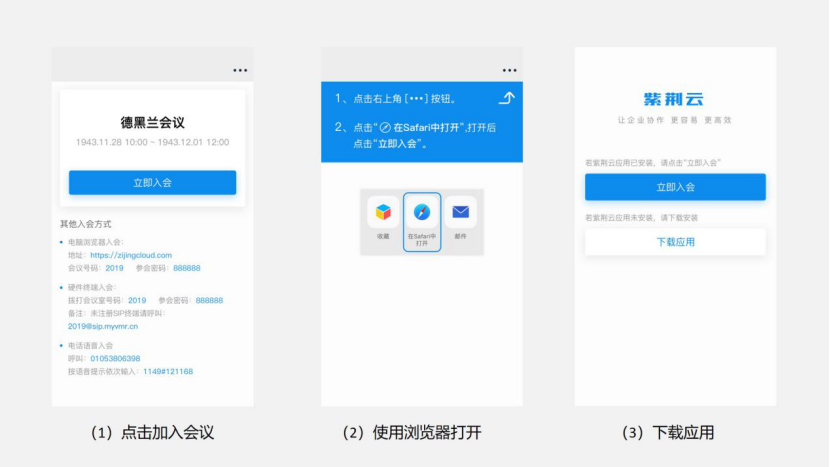 •••
德黑兰会议
1943.11.28 10:00 ~ 1943.12.01 12:00
立即入会
其他入会方式
• 电脑浏览器入会:
地址: https://zijingcloud.com
会议号码: 2019 参会密码: 888888
• 硬件终端入会:
拨打会议室号码: 2019 参会密码: 888888
备注: 未注册SIP终端请呼叫:
2019@sip.myvmr.cn
• 电话语音入会
呼叫: 01053806398
按语音提示依次输入: 1149#121168
(1) 点击加入会议
•••
1、点击右上角 [•••] 按钮。
2、点击“在Safari中打开”,打开后
点击“立即入会”。
收藏
在Safari中
打开
邮件
(2) 使用浏览器打开
紫荆云
让企业协作 更容易 更高效
若紫荆云应用已安装，请点击“立即入会”
立即入会
若紫荆云应用未安装，请下载安装
下载应用
(3) 下载应用